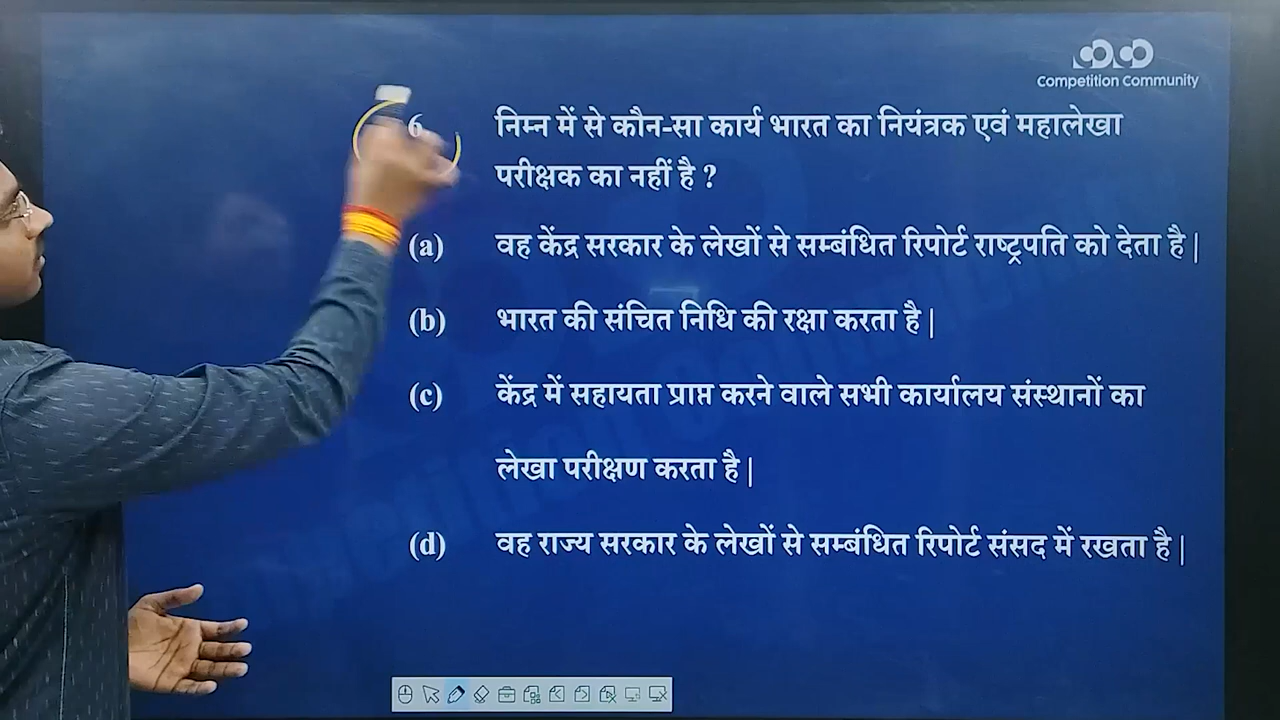 Competition Community
6 निम्न में से कौन-सा कार्य भारत का नियंत्रक एवं महालेखा
परीक्षक का नहीं है ?
(a) वह केंद्र सरकार के लेखों से सम्बंधित रिपोर्ट राष्ट्रपति को देता है |
(b) भारत की संचित निधि की रक्षा करता है |
(c) केंद्र में सहायता प्राप्त करने वाले सभी कार्यालय संस्थानों का
लेखा परीक्षण करता है |
(d) वह राज्य सरकार के लेखों से सम्बंधित रिपोर्ट संसद में रखता है |